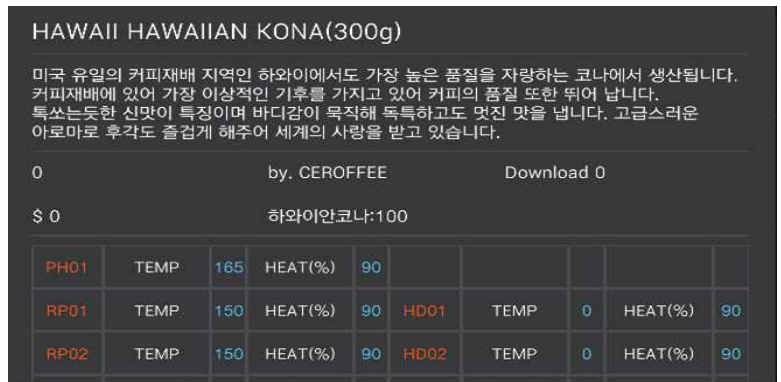 HAWAII HAWAIIAN KONA(300g)
미국 유일의 커피재배 지역인 하와이에서도 가장 높은 품질을 자랑하는 코나에서 생산됩니다.
커피재배에 있어 가장 이상적인 기후를 가지고 있어 커피의 품질 또한 뛰어 납니다.
톡쏘는듯한 신맛이 특징이며 바디감이 묵직해 독특하고도 멋진 맛을 냅니다. 고급스러운
아로마로 후각도 즐겁게 해주어 세계의 사랑을 받고 있습니다.
0 by. CEROFFEE Download 0
$ 0 하와이안코나:100
PH01 TEMP 165 HEAT(%) 90
RP01 TEMP 150 HEAT(%) 90 HD01 TEMP 0 HEAT(%) 90
RP02 TEMP 150 HEAT(%) 90 HD02 TEMP 0 HEAT(%) 90